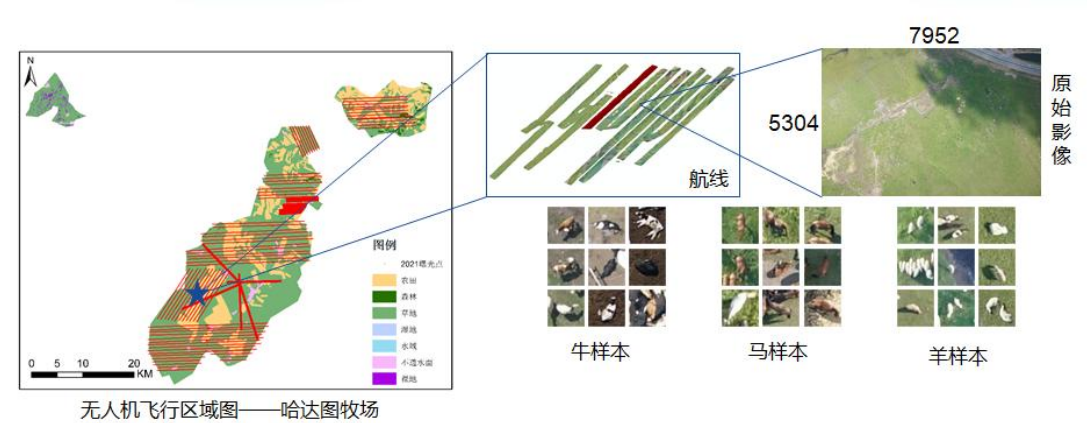 N
图例
2021曝光点
农田
森林
草地
湿地
水域
不透水面
裸地
0 5 10 20
KM
无人机飞行区域图——哈达图牧场
航线
7952
5304
原始影像
牛样本
马样本
羊样本